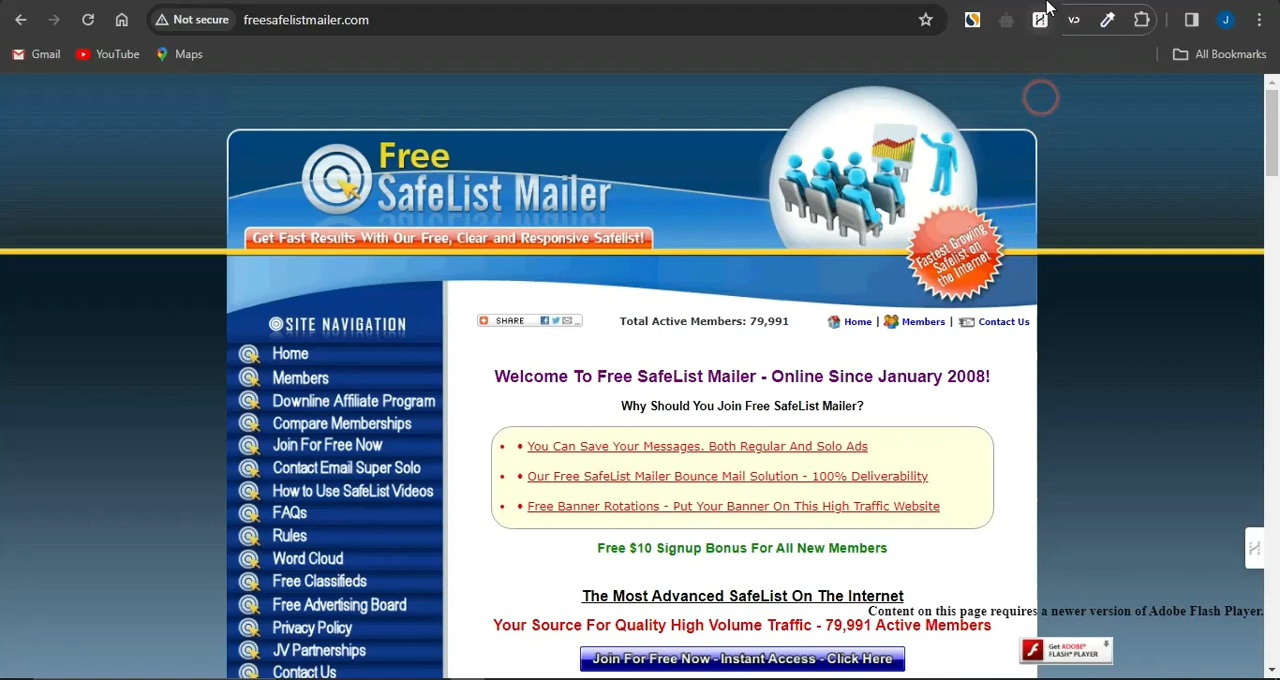 Not secure
freesafelistmailer.com
Gmail
YouTube
Maps
All Bookmarks
Free
SafeList Mailer
Get Fast Results With Our Free, Clear and Responsive Safelist!
Fastest Growing
Safelist on
the Internet
SITE NAVIGATION
Home
Members
Downline Affiliate Program
Compare Memberships
Join For Free Now
Contact Email Super Solo
How to Use SafeList Videos
FAQs
Rules
Word Cloud
Free Classifieds
Free Advertising Board
Privacy Policy
JV Partnerships
Contact Us
SHARE
Total Active Members: 79,991
Home | Members | Contact Us
Welcome To Free SafeList Mailer - Online Since January 2008!
Why Should You Join Free SafeList Mailer?
• • You Can Save Your Messages. Both Regular And Solo Ads
• • Our Free SafeList Mailer Bounce Mail Solution - 100% Deliverability
• • Free Banner Rotations - Put Your Banner On This High Traffic Website
Free $10 Signup Bonus For All New Members
The Most Advanced SafeList On The Internet
Content on this page requires a newer version of Adobe Flash Player.
Your Source For Quality High Volume Traffic - 79,991 Active Members
Join For Free Now - Instant Access - Click Here
Get ADOBE®
FLASH® PLAYER